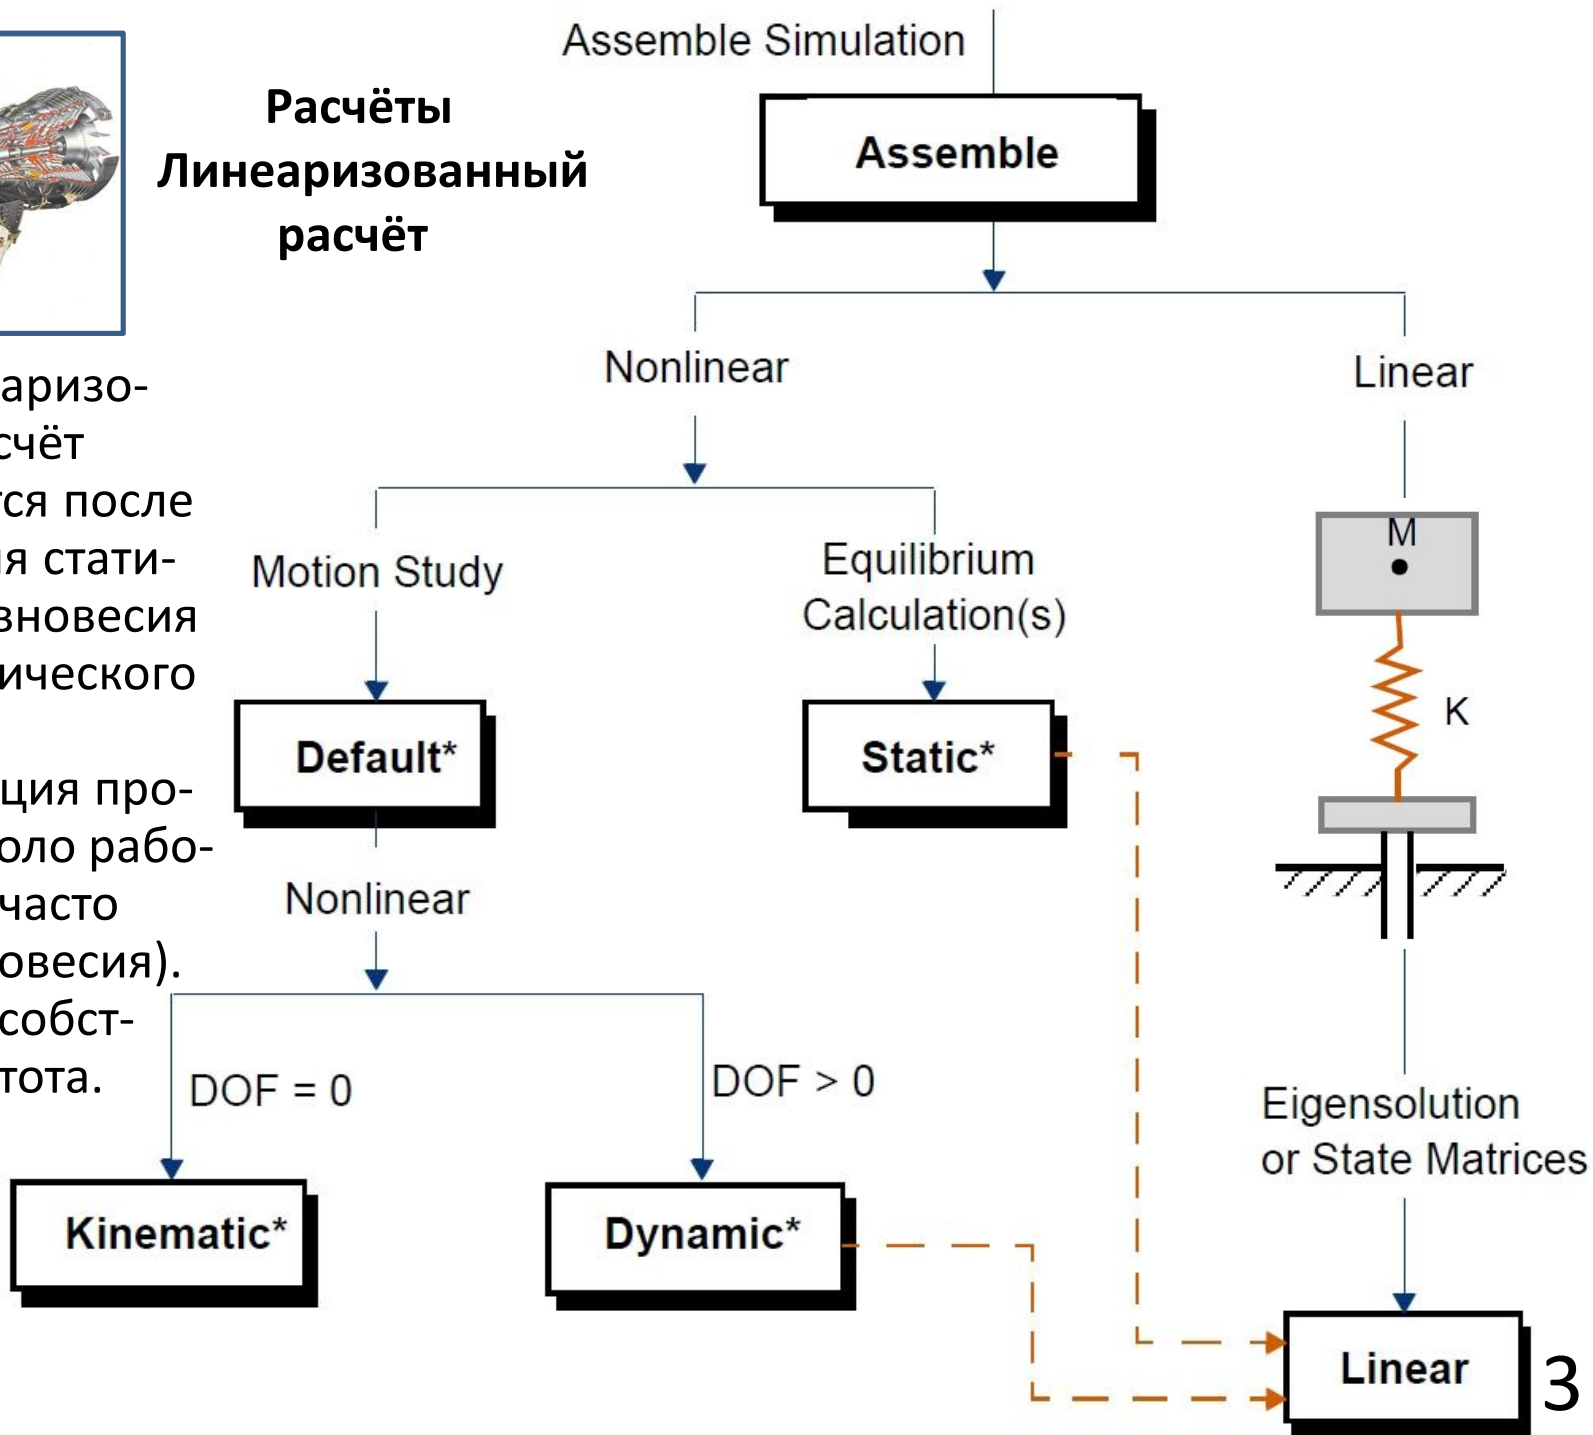 Расчёты
Линеаризованный
расчёт
аризо-
счёт
тся после
ия стати-
вновесия
ического
ция про-
оло рабо-
часто
овесия).
собст-
тота.
Assemble Simulation
Assemble
Nonlinear
Linear
Motion Study
Equilibrium
Calculation(s)
M
K
Default*
Static*
Nonlinear
DOF = 0
DOF > 0
Eigensolution
or State Matrices
Kinematic*
Dynamic*
Linear
3